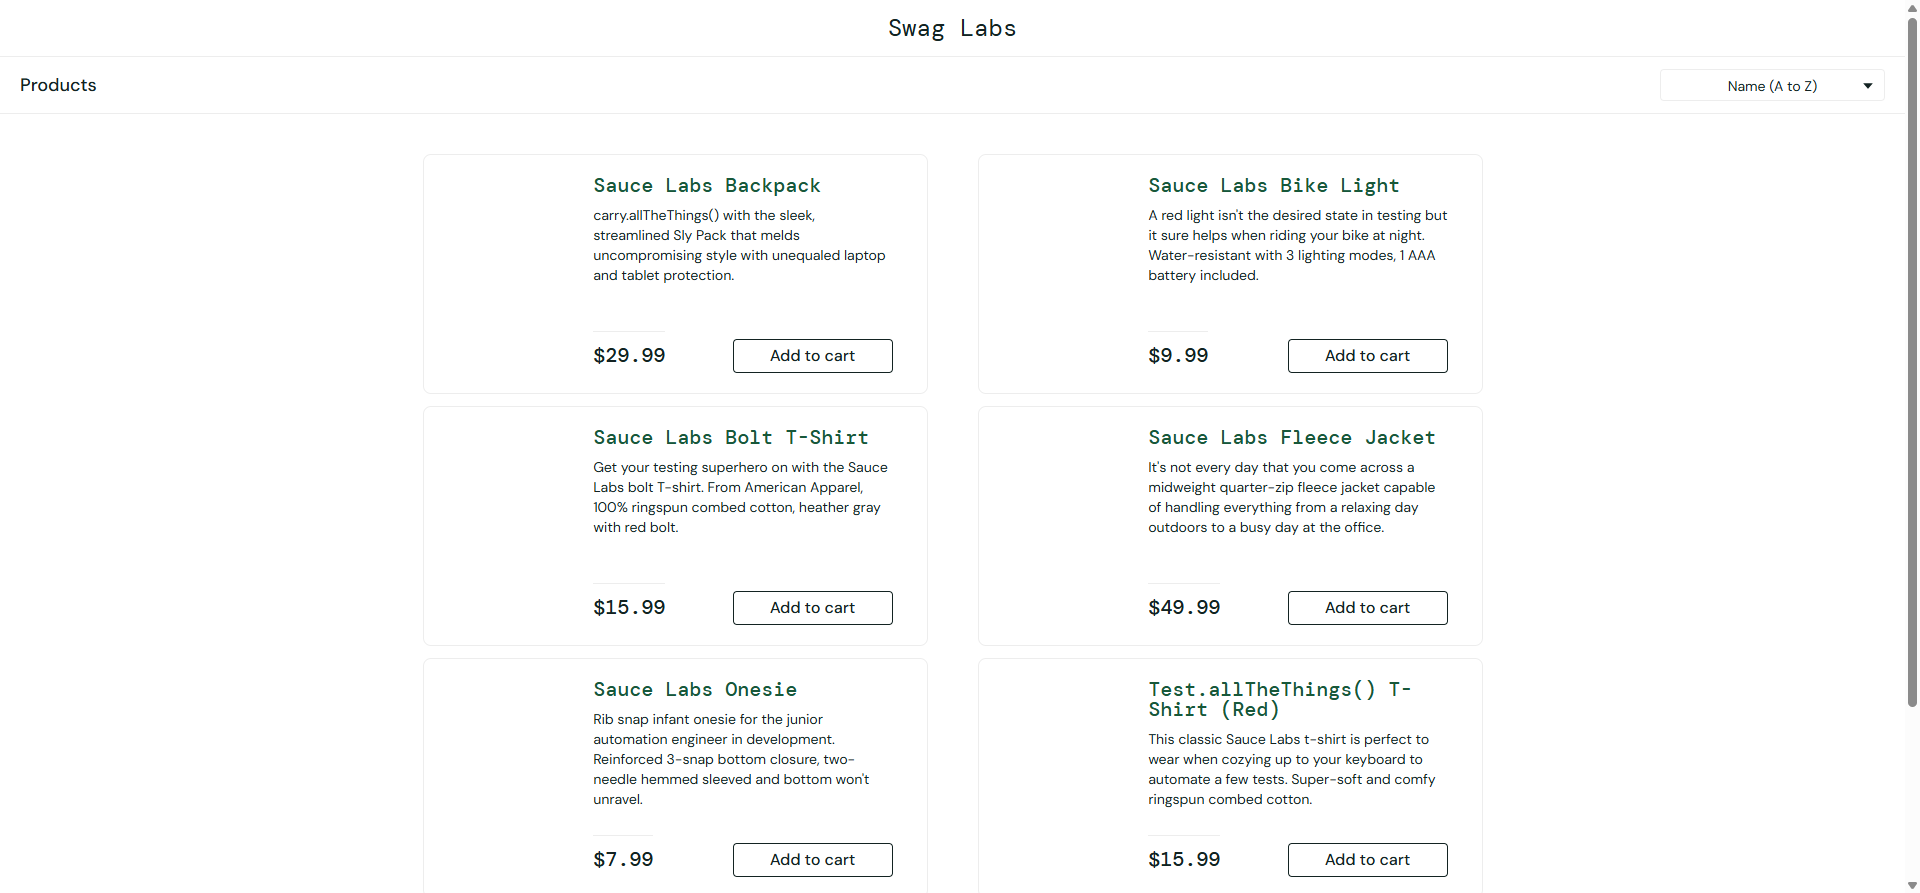 Swag Labs
Products
Name (A to Z)
Sauce Labs Backpack
carry.allTheThings() with the sleek,
streamlined Sly Pack that melds
uncompromising style with unequaled laptop
and tablet protection.
$29.99
Add to cart
Sauce Labs Bike Light
A red light isn't the desired state in testing but
it sure helps when riding your bike at night.
Water-resistant with 3 lighting modes, 1 AAA
battery included.
$9.99
Add to cart
Sauce Labs Bolt T-Shirt
Get your testing superhero on with the Sauce
Labs bolt T-shirt. From American Apparel,
100% ringspun combed cotton, heather gray
with red bolt.
$15.99
Add to cart
Sauce Labs Fleece Jacket
It's not every day that you come across a
midweight quarter-zip fleece jacket capable
of handling everything from a relaxing day
outdoors to a busy day at the office.
$49.99
Add to cart
Sauce Labs Onesie
Rib snap infant onesie for the junior
automation engineer in development.
Reinforced 3-snap bottom closure, two-
needle hemmed sleeved and bottom won't
unravel.
$7.99
Add to cart
Test.allTheThings() T-
Shirt (Red)
This classic Sauce Labs t-shirt is perfect to
wear when cozying up to your keyboard to
automate a few tests. Super-soft and comfy
ringspun combed cotton.
$15.99
Add to cart